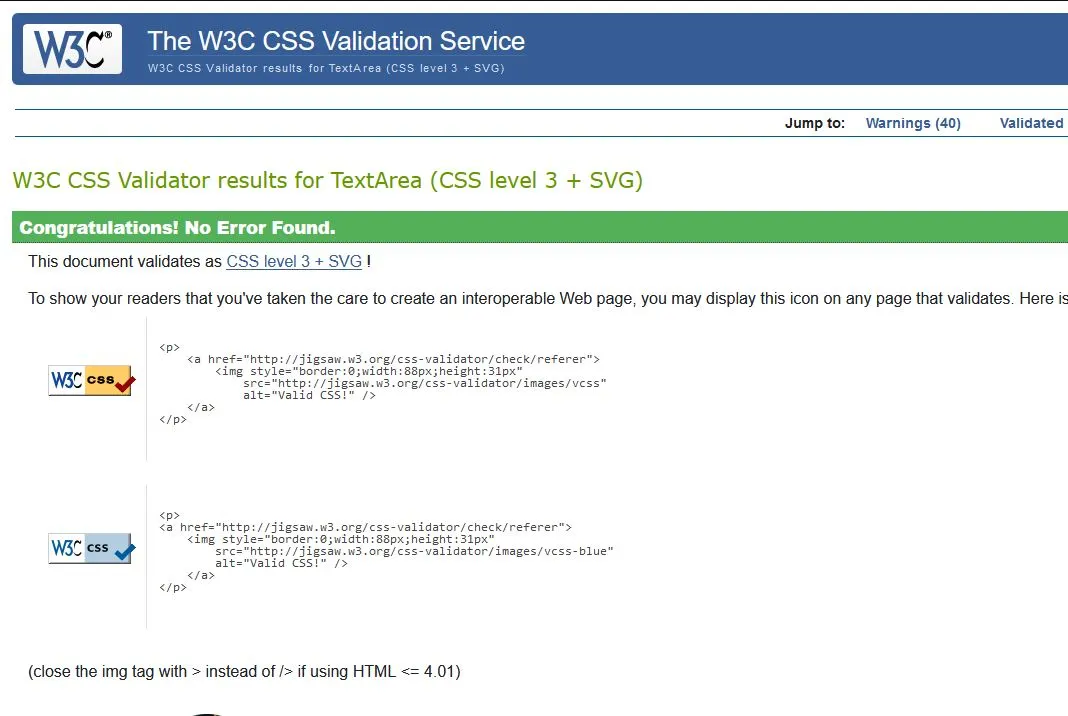 W3C®
The W3C CSS Validation Service
W3C CSS Validator results for TextArea (CSS level 3 + SVG)
Jump to: Warnings (40) Validated
W3C CSS Validator results for TextArea (CSS level 3 + SVG)
Congratulations! No Error Found.
This document validates as CSS level 3 + SVG !
To show your readers that you've taken the care to create an interoperable Web page, you may display this icon on any page that validates. Here is
W3C css
<p>
<a href="http://jigsaw.w3.org/css-validator/check/referer">
<img style="border:0;width:88px;height:31px"
src="http://jigsaw.w3.org/css-validator/images/vcss"
alt="Valid CSS!" />
</a>
</p>
W3C css
<p>
<a href="http://jigsaw.w3.org/css-validator/check/referer">
<img style="border:0;width:88px;height:31px"
src="http://jigsaw.w3.org/css-validator/images/vcss-blue"
alt="Valid CSS!" />
</a>
</p>
(close the img tag with > instead of /> if using HTML <= 4.01)